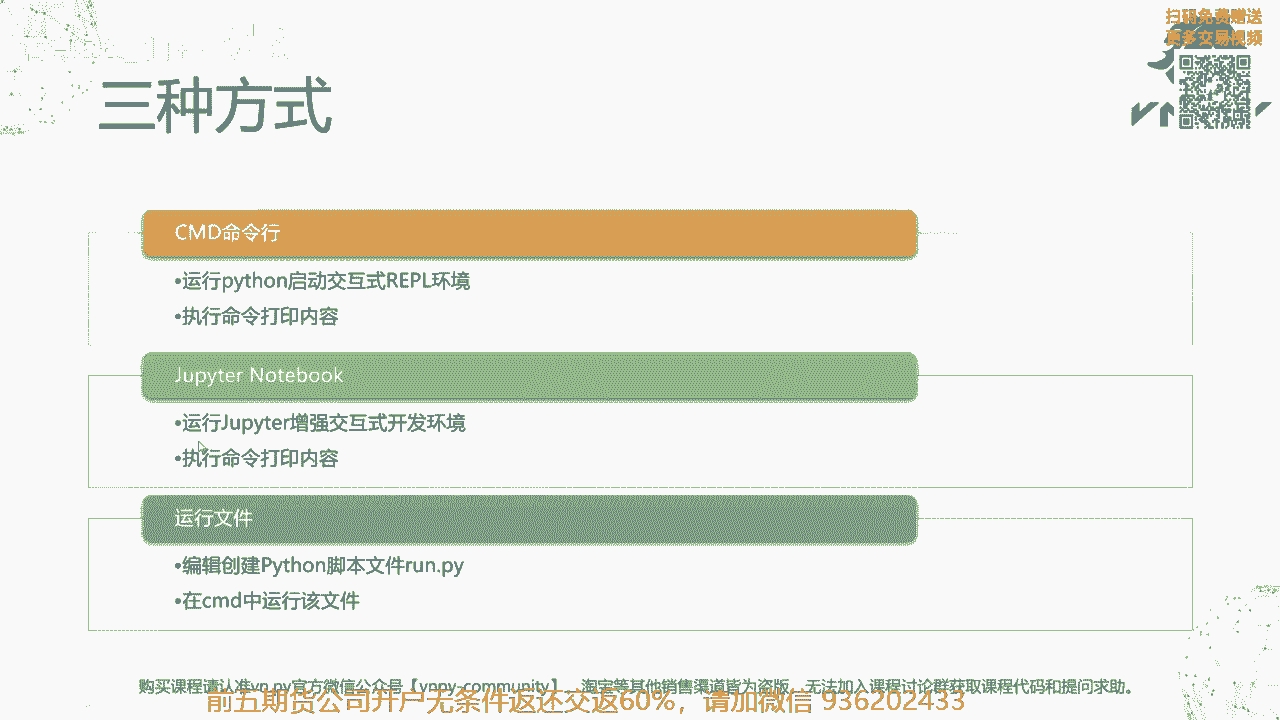 扫码免费赠送
更多交易视频
三种方式
CMD命令行
•运行python启动交互式REPL环境
•执行命令打印内容
Jupyter Notebook
•运行Jupyter增强交互式开发环境
•执行命令打印内容
运行文件
•编辑创建Python脚本文件run.py
•在cmd中运行该文件
购买课程请认准vn.py官方微信公众号【vnpy-community】，淘宝等其他销售渠道皆为盗版，无法加入课程讨论群获取课程代码和提问求助。
前五期货公司开户无条件返还交返60%，请加微信 936202433